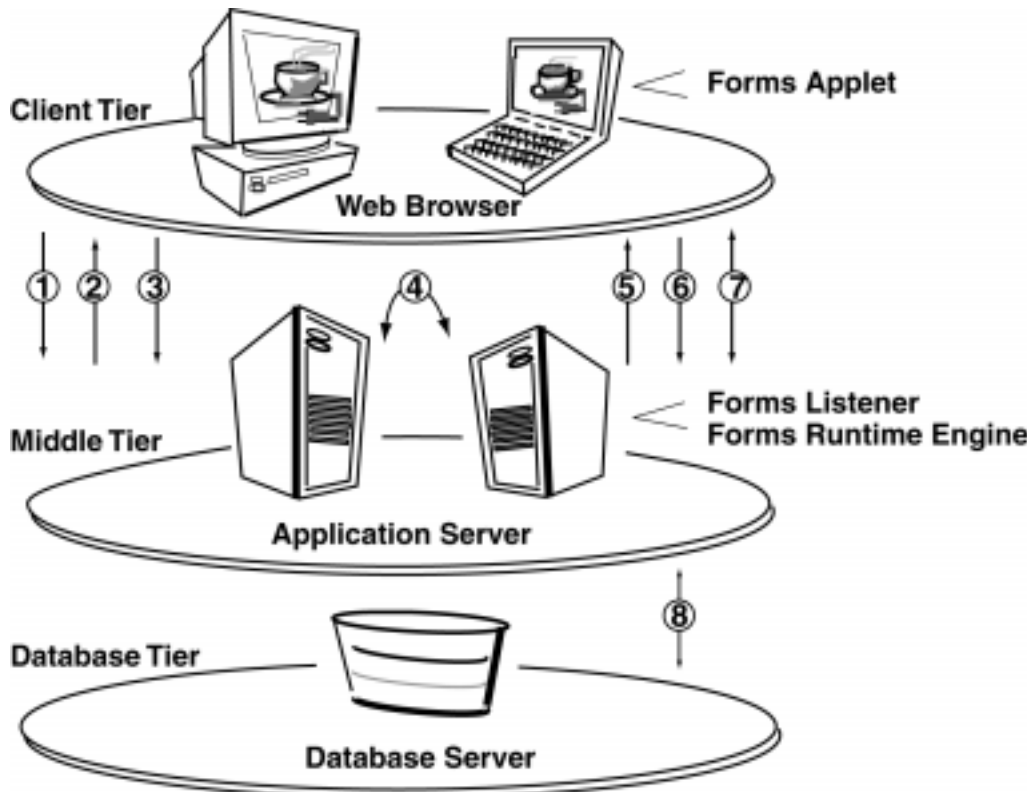 Forms Applet
Client Tier
Web Browser
1 2 3 4 5 6 7
Forms Listener
Forms Runtime Engine
Middle Tier
Application Server
8
Database Tier
Database Server